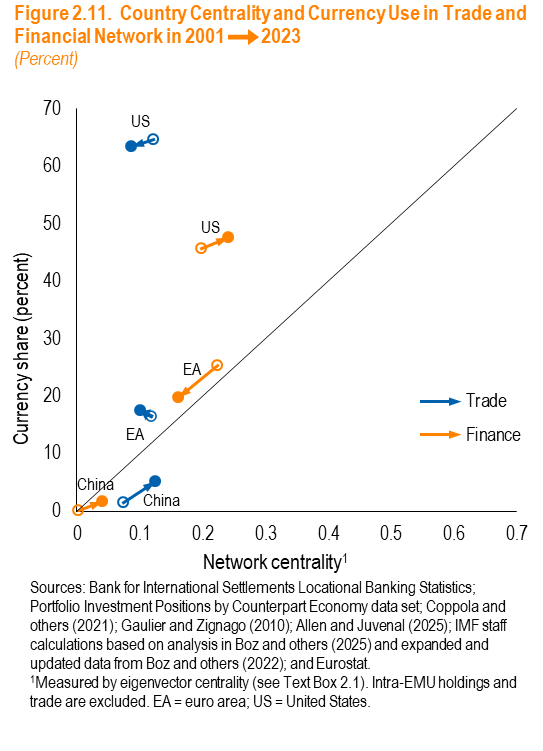 Figure 2.11. Country Centrality and Currency Use in Trade and
Financial Network in 2001 → 2023
(Percent)
Currency share (percent)
70
60
50
40
30
20
10
0
US
US
EA
EA
China
China
Trade
Finance
0 0.1 0.2 0.3 0.4 0.5 0.6 0.7
Network centrality¹
Sources: Bank for International Settlements Locational Banking Statistics;
Portfolio Investment Positions by Counterpart Economy data set; Coppola and
others (2021); Gaulier and Zignago (2010); Allen and Juvenal (2025); IMF staff
calculations based on analysis in Boz and others (2025) and expanded and
updated data from Boz and others (2022); and Eurostat.
¹Measured by eigenvector centrality (see Text Box 2.1). Intra-EMU holdings and
trade are excluded. EA = euro area; US = United States.